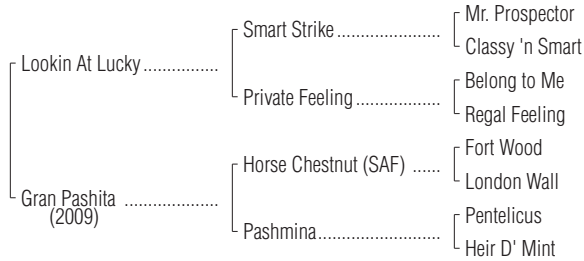 Mr. Prospector
Smart Strike ......................
Classy 'n Smart
Lookin At Lucky ................
Belong to Me
Private Feeling .................
Regal Feeling
Fort Wood
Horse Chestnut (SAF) ......
London Wall
Gran Pashita ....................
(2009)
Pentelicus
Pashmina..........................
Heir D' Mint